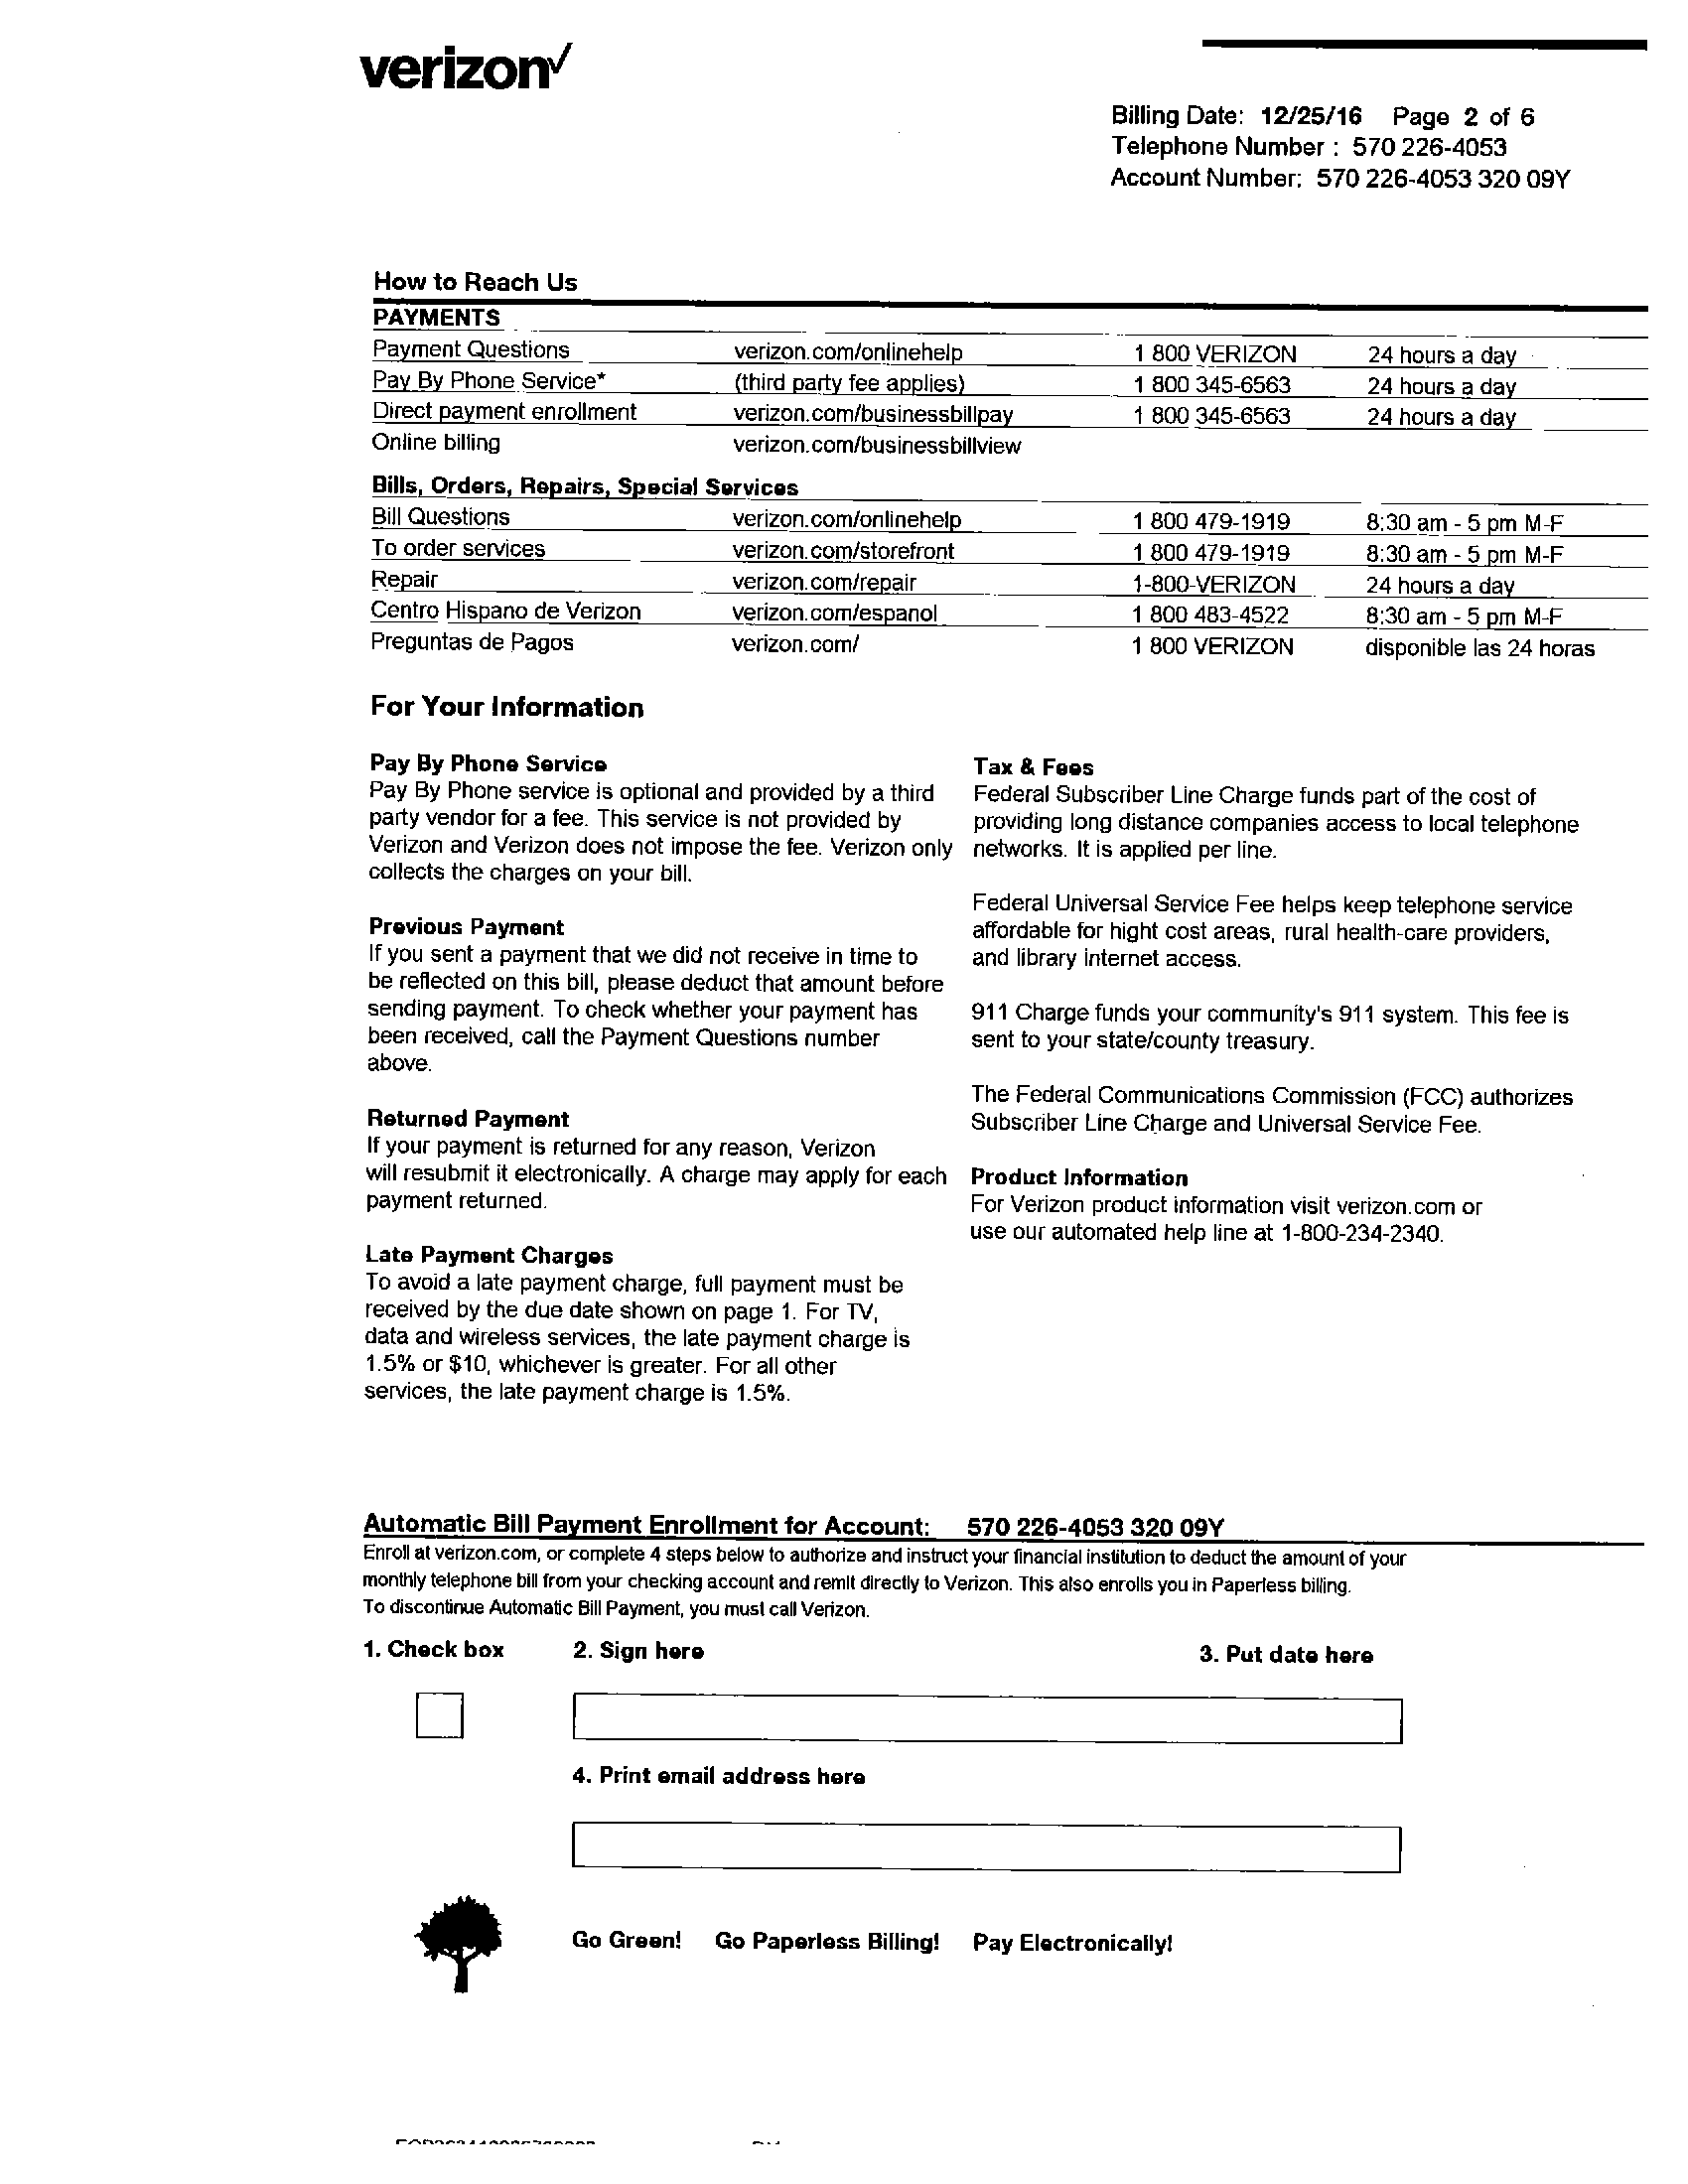 verizon
Billing Date: 12/25/16 Page 2 of 6
Telephone Number : 570 226-4053
Account Number: 570 226-4053 320 09Y
How to Reach Us
PAYMENTS
Payment Questions verizon.com/onlinehelp 1 800 VERIZON 24 hours a day
Pay By Phone Service* (third party fee applies) 1 800 345-6563 24 hours a day
Direct payment enrollment verizon.com/businessbillpay 1 800 345-6563 24 hours a day
Online billing verizon.com/businessbillview
Bills, Orders, Repairs, Special Services
Bill Questions verizon.com/onlinehelp 1 800 479-1919 8:30 am - 5 pm M-F
To order services verizon.com/storefront 1 800 479-1919 8:30 am - 5 pm M-F
Repair verizon.com/repair 1-800-VERIZON 24 hours a day
Centro Hispano de Verizon verizon.com/espanol 1 800 483-4522 8:30 am - 5 pm M-F
Preguntas de Pagos verizon.com/ 1 800 VERIZON disponible las 24 horas
For Your Information
Pay By Phone Service
Pay By Phone service is optional and provided by a third
party vendor for a fee. This service is not provided by
Verizon and Verizon does not impose the fee. Verizon only
collects the charges on your bill.
Previous Payment
If you sent a payment that we did not receive in time to
be reflected on this bill, please deduct that amount before
sending payment. To check whether your payment has
been received, call the Payment Questions number
above.
Returned Payment
If your payment is returned for any reason, Verizon
will resubmit it electronically. A charge may apply for each
payment returned.
Late Payment Charges
To avoid a late payment charge, full payment must be
received by the due date shown on page 1. For TV,
data and wireless services, the late payment charge is
1.5% or $10, whichever is greater. For all other
services, the late payment charge is 1.5%.
Tax & Fees
Federal Subscriber Line Charge funds part of the cost of
providing long distance companies access to local telephone
networks. It is applied per line.
Federal Universal Service Fee helps keep telephone service
affordable for hight cost areas, rural health-care providers,
and library internet access.
911 Charge funds your community's 911 system. This fee is
sent to your state/county treasury.
The Federal Communications Commission (FCC) authorizes
Subscriber Line Charge and Universal Service Fee.
Product Information
For Verizon product information visit verizon.com or
use our automated help line at 1-800-234-2340.
Automatic Bill Payment Enrollment for Account: 570 226-4053 320 09Y
Enroll at verizon.com, or complete 4 steps below to authorize and instruct your financial institution to deduct the amount of your
monthly telephone bill from your checking account and remit directly to Verizon. This also enrolls you in Paperless billing.
To discontinue Automatic Bill Payment, you must call Verizon.
1. Check box 2. Sign here 3. Put date here
4. Print email address here
Go Green! Go Paperless Billing! Pay Electronically!